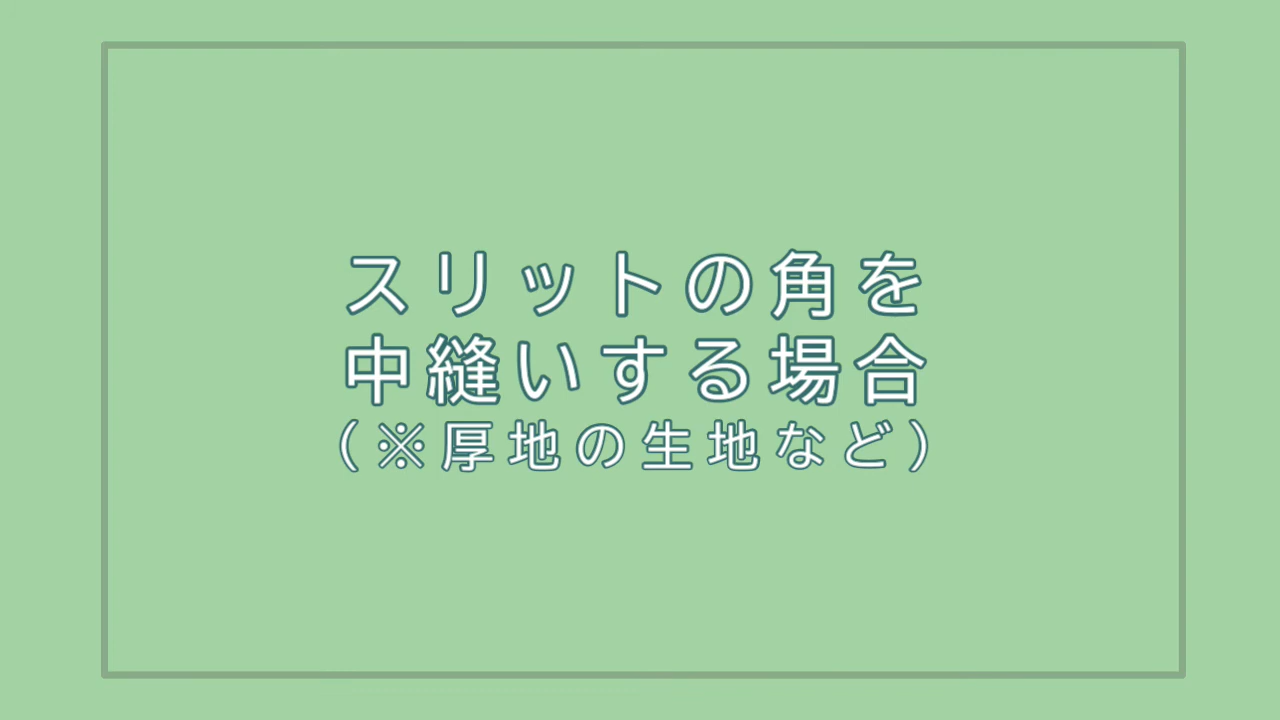 スリットの角を
中縫いする場合
（※厚地の生地など）